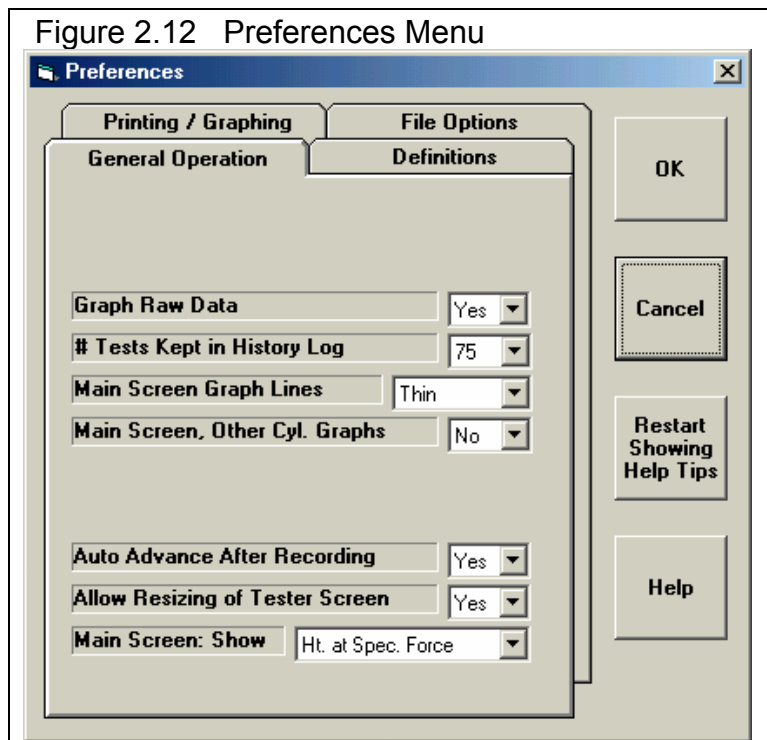 Figure 2.12 Preferences Menu
Preferences
Printing / Graphing
File Options
General Operation
Definitions
Graph Raw Data
Yes
# Tests Kept in History Log
75
Main Screen Graph Lines
Thin
Main Screen, Other Cyl. Graphs
No
Auto Advance After Recording
Yes
Allow Resizing of Tester Screen
Yes
Main Screen: Show
Ht. at Spec. Force
OK
Cancel
Restart
Showing
Help Tips
Help